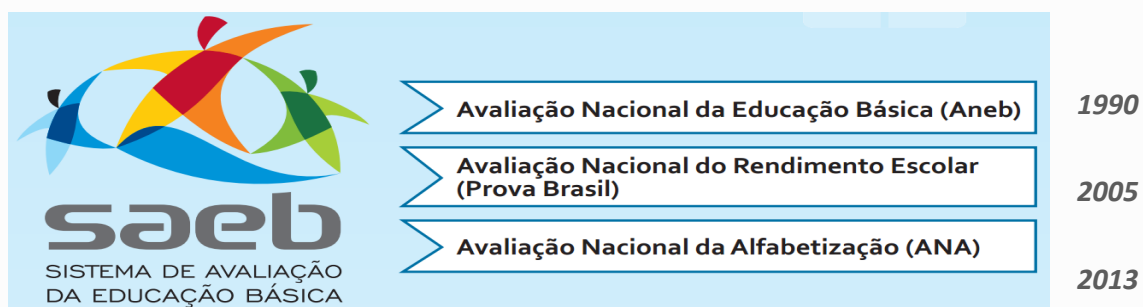 saeb
SISTEMA DE AVALIAÇÃO
DA EDUCAÇÃO BÁSICA
Avaliação Nacional da Educação Básica (Aneb)
1990
Avaliação Nacional do Rendimento Escolar
(Prova Brasil)
2005
Avaliação Nacional da Alfabetização (ANA)
2013